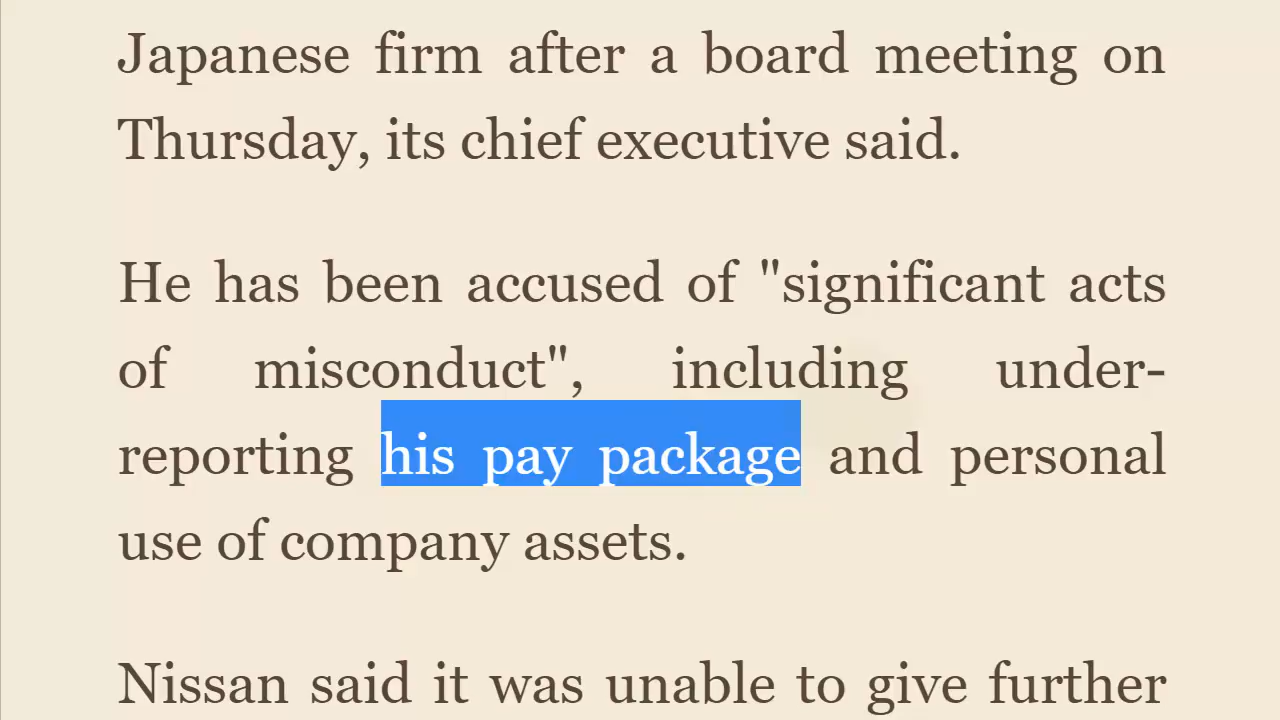 Japanese firm after a board meeting on
Thursday, its chief executive said.
He has been accused of "significant acts
of misconduct", including under-
reporting his pay package and personal
use of company assets.
Nissan said it was unable to give further